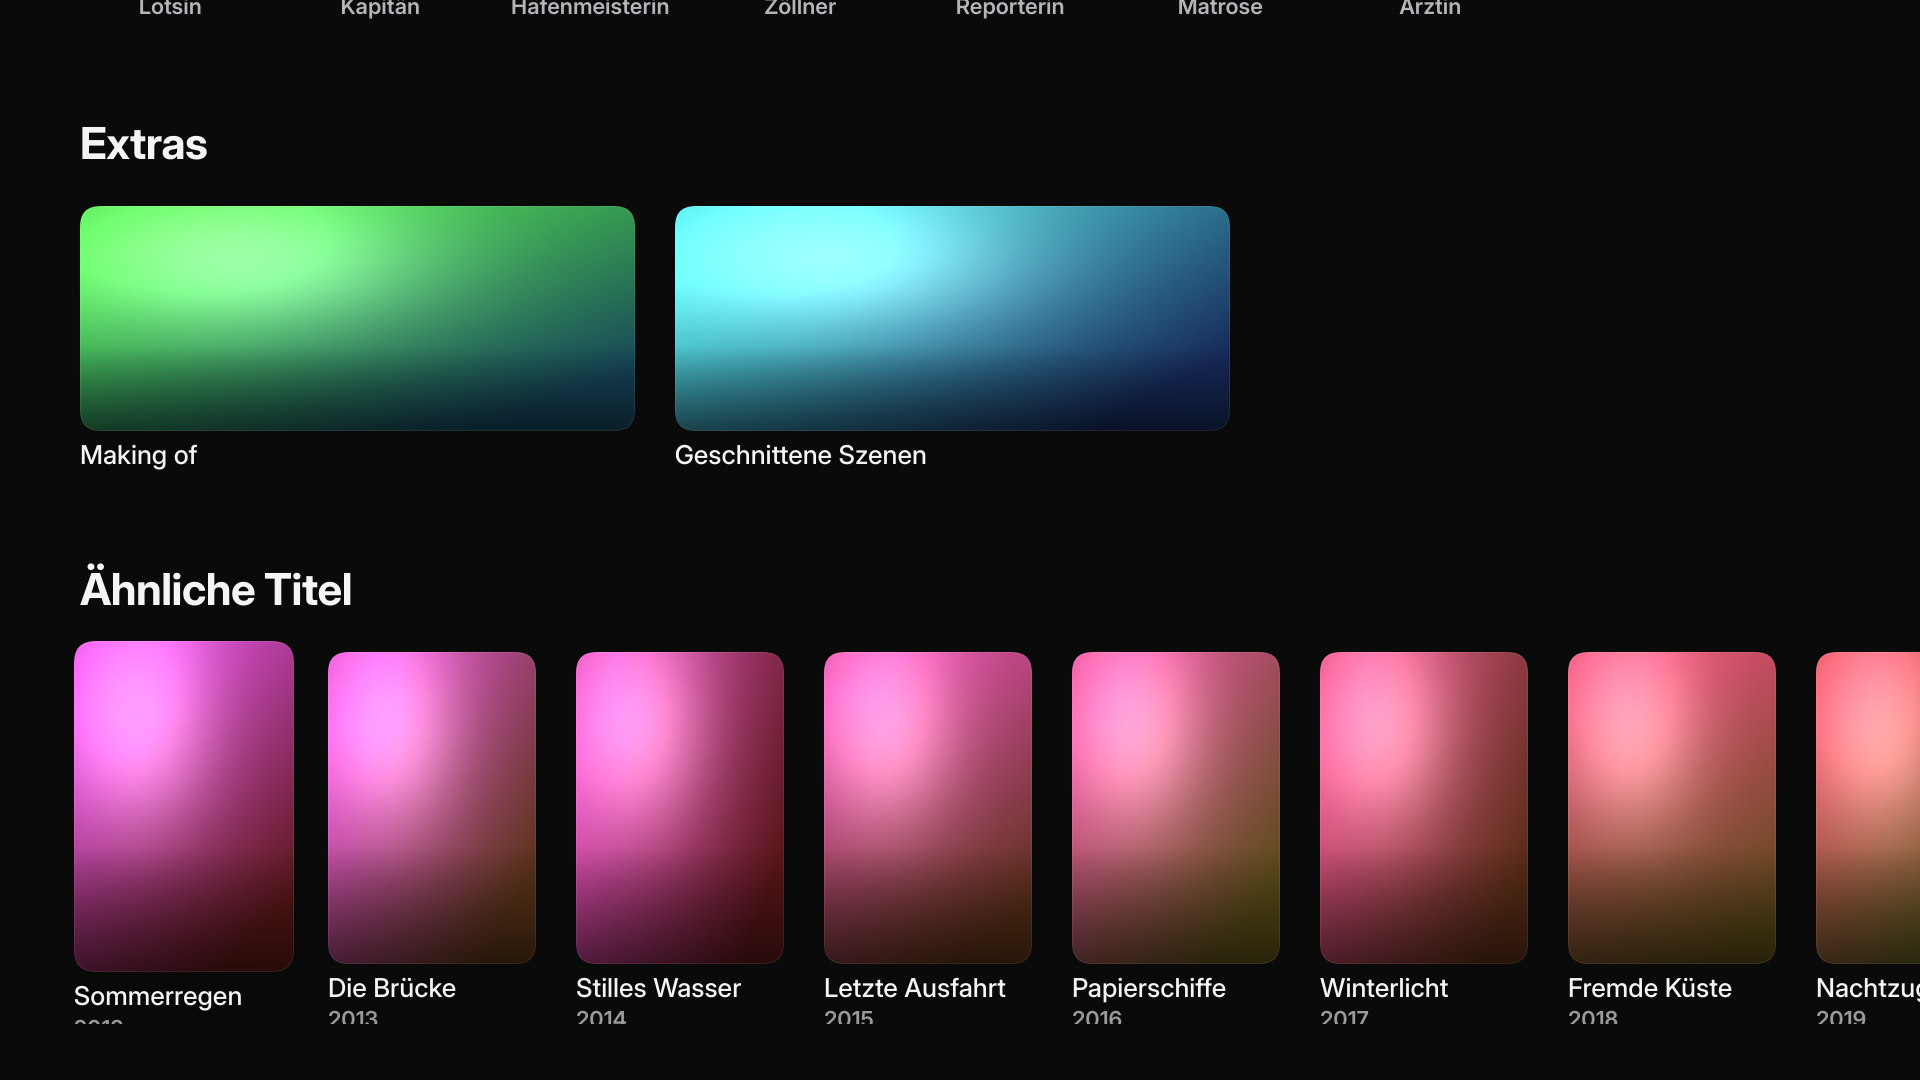 Lotsin Kapitän Hafenmeisterin Zöllner Reporterin Matrose Ärztin
Extras
Making of Geschnittene Szenen
Ähnliche Titel
Sommerregen Die Brücke Stilles Wasser Letzte Ausfahrt Papierschiffe Winterlicht Fremde Küste Nachtzug
2013 2014 2015 2016 2017 2018 2019